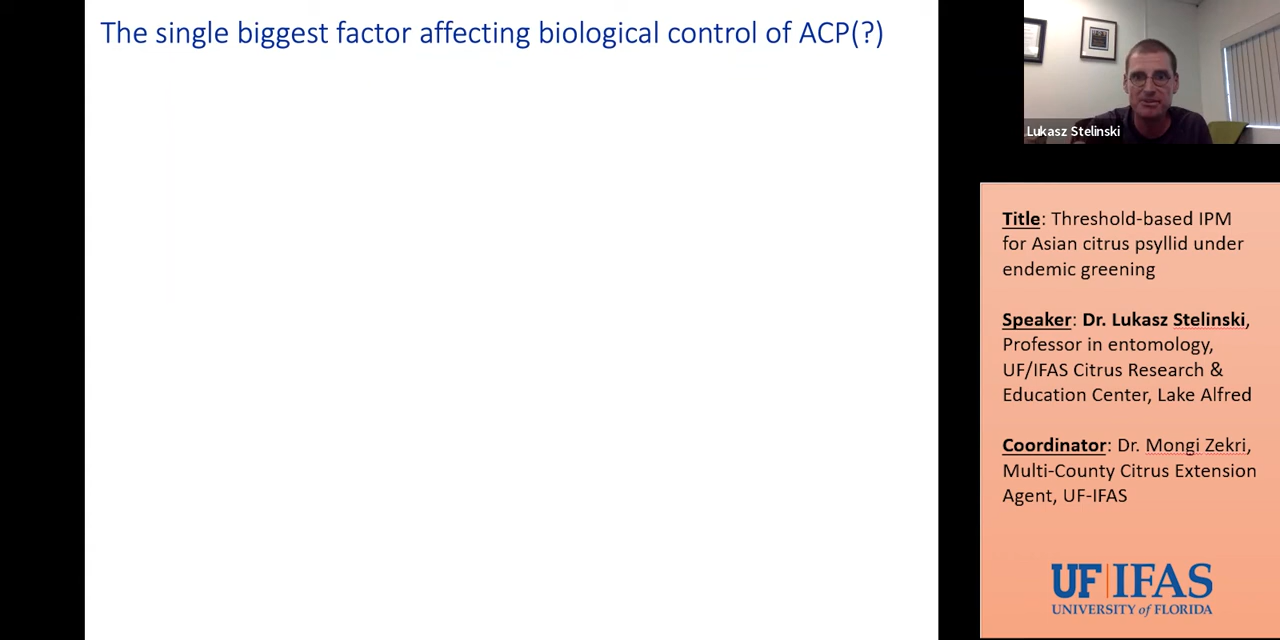 The single biggest factor affecting biological control of ACP(?)
Lukasz Stelinski
Title: Threshold-based IPM
for Asian citrus psyllid under
endemic greening
Speaker: Dr. Lukasz Stelinski,
Professor in entomology,
UF/IFAS Citrus Research &
Education Center, Lake Alfred
Coordinator: Dr. Mongi Zekri,
Multi-County Citrus Extension
Agent, UF-IFAS
UF|IFAS
UNIVERSITY of FLORIDA